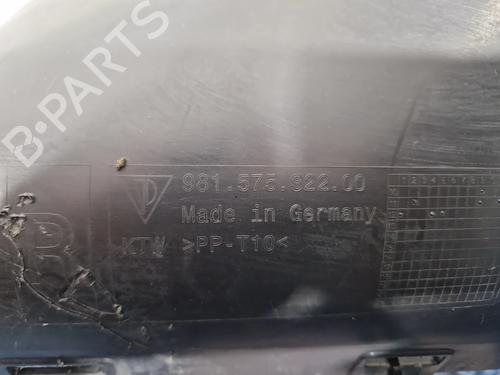 B-PARTS
981.575.322.00
Made in Germany
KTW >PP-T10<
R